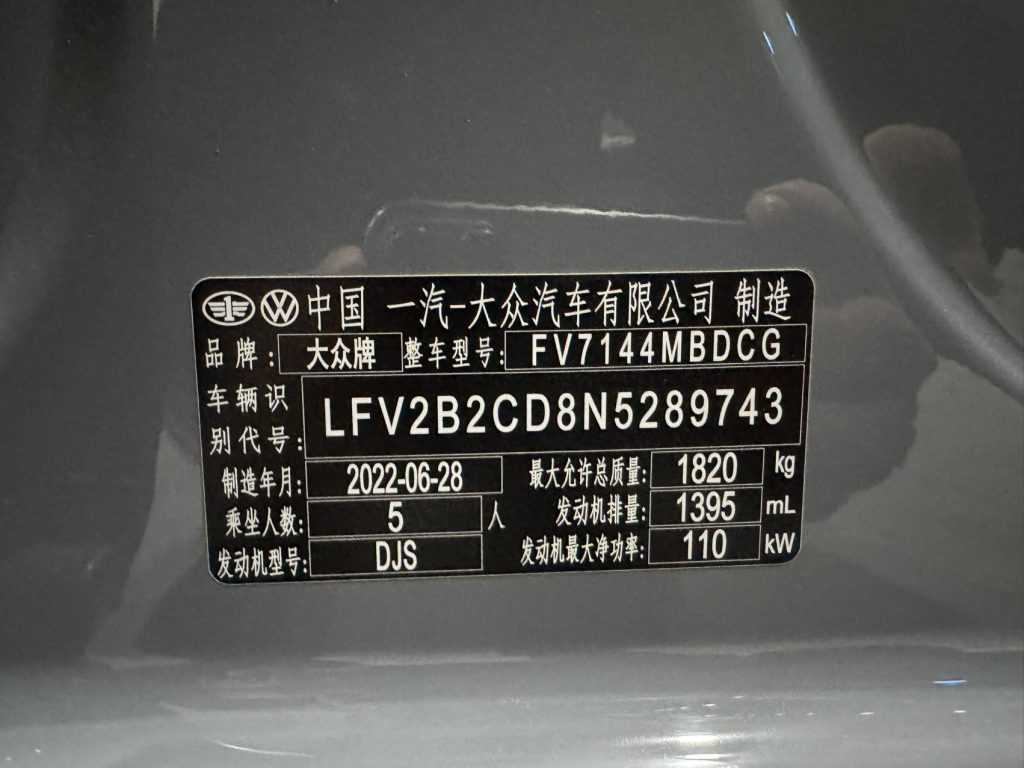 中国 一汽-大众汽车有限公司 制造
品牌: 大众牌 整车型号: FV7144MBDCG
车辆识
别代号: LFV2B2CD8N5289743
制造年月: 2022-06-28 最大允许总质量: 1820 kg
乘坐人数: 5 人 发动机排量: 1395 mL
发动机型号: DJS 发动机最大净功率: 110 kW